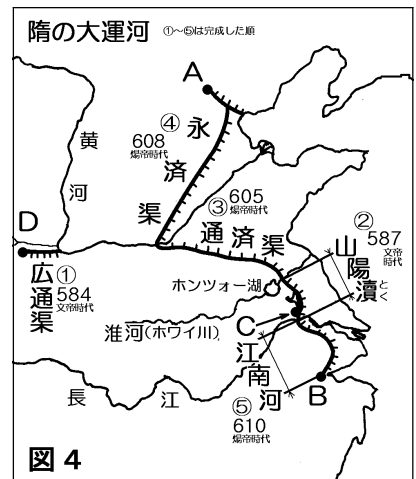 隋の大運河 ①～⑤は完成した順
A
④
永済渠
608
煬帝時代
黄河
③ 605
煬帝時代
通済渠
② 587
文帝時代
山陽瀆
とく
D
広通渠
① 584
文帝時代
ホンツォー湖
淮河(ホワイ川)
C
江南河
⑤
610
煬帝時代
B
長江
図4